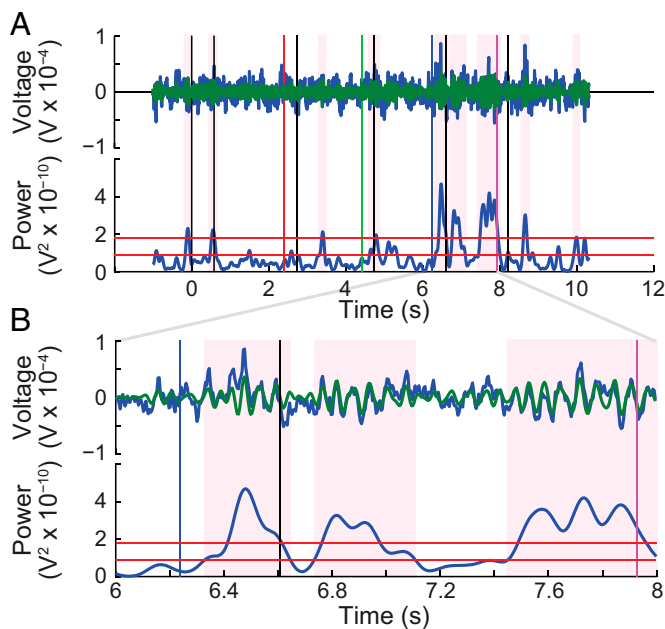 A
Voltage
(V x 10⁻⁴)
1
0
−1
Power
(V² x 10⁻¹⁰)
4
2
0
0 2 4 6 8 10 12
Time (s)
B
Voltage
(V x 10⁻⁴)
1
0
−1
Power
(V² x 10⁻¹⁰)
4
2
0
6 6.4 6.8 7.2 7.6 8
Time (s)